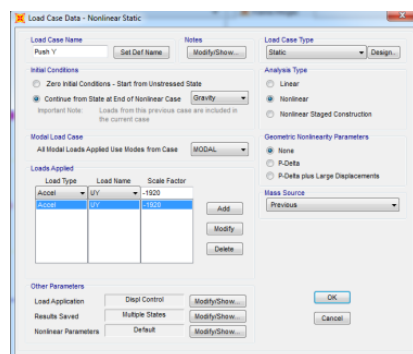 Load Case Data - Nonlinear Static
Load Case Name
Push Y
Set Def Name
Notes
Modify/Show...
Load Case Type
Static
Design...
Initial Conditions
Zero Initial Conditions - Start from Unstressed State
Continue from State at End of Nonlinear Case
Gravity
Important Note: Loads from this previous case are included in the current case
Analysis Type
Linear
Nonlinear
Nonlinear Staged Construction
Modal Load Case
All Modal Loads Applied Use Modes from Case
MODAL
Geometric Nonlinearity Parameters
None
P-Delta
P-Delta plus Large Displacements
Loads Applied
Load Type Load Name Scale Factor
Accel UY -1920
Accel UY -1920
Add
Modify
Delete
Mass Source
Previous
Other Parameters
Load Application Displ Control Modify/Show...
Results Saved Multiple States Modify/Show...
Nonlinear Parameters Default Modify/Show...
OK
Cancel